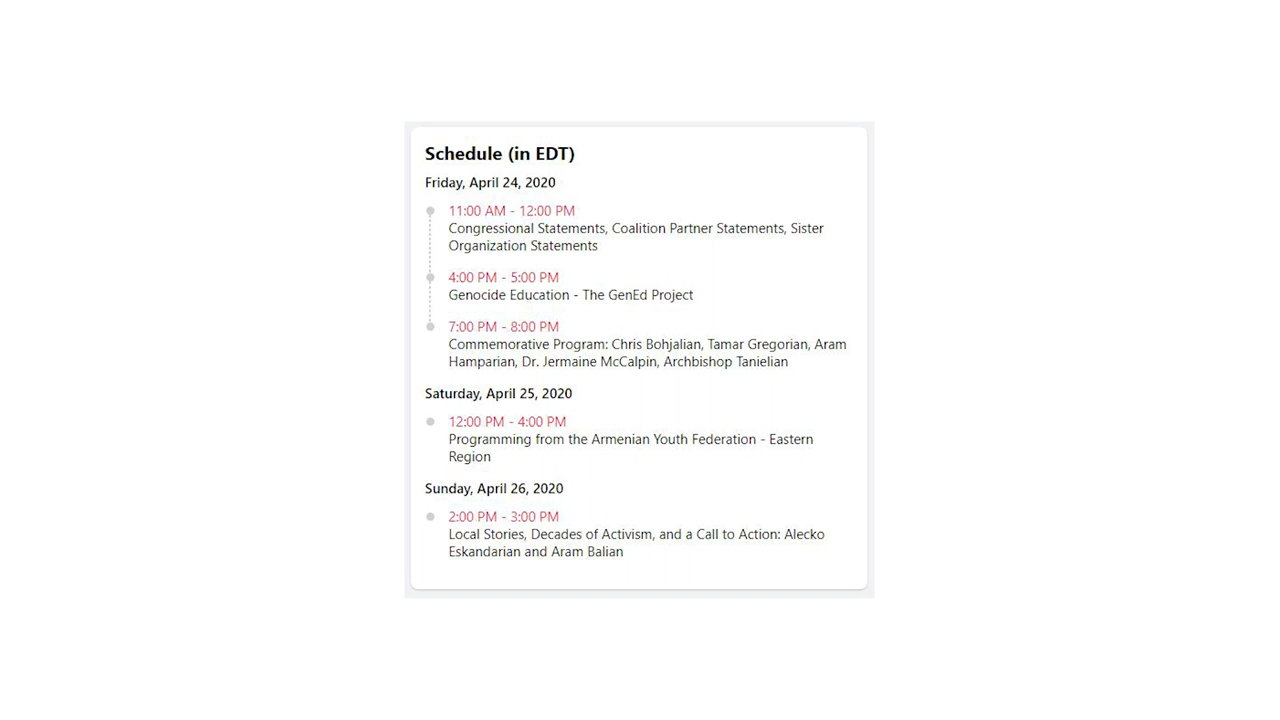 Schedule (in EDT)
Friday, April 24, 2020
11:00 AM - 12:00 PM
Congressional Statements, Coalition Partner Statements, Sister
Organization Statements
4:00 PM - 5:00 PM
Genocide Education - The GenEd Project
7:00 PM - 8:00 PM
Commemorative Program: Chris Bohjalian, Tamar Gregorian, Aram
Hamparian, Dr. Jermaine McCalpin, Archbishop Tanielian
Saturday, April 25, 2020
12:00 PM - 4:00 PM
Programming from the Armenian Youth Federation - Eastern
Region
Sunday, April 26, 2020
2:00 PM - 3:00 PM
Local Stories, Decades of Activism, and a Call to Action: Alecko
Eskandarian and Aram Balian